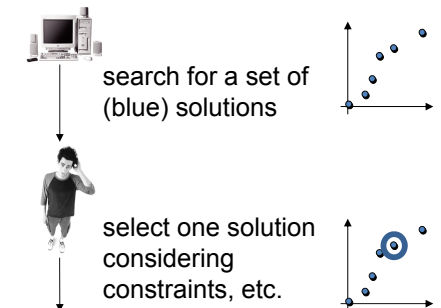 search for a set of
(blue) solutions
select one solution
considering
constraints, etc.